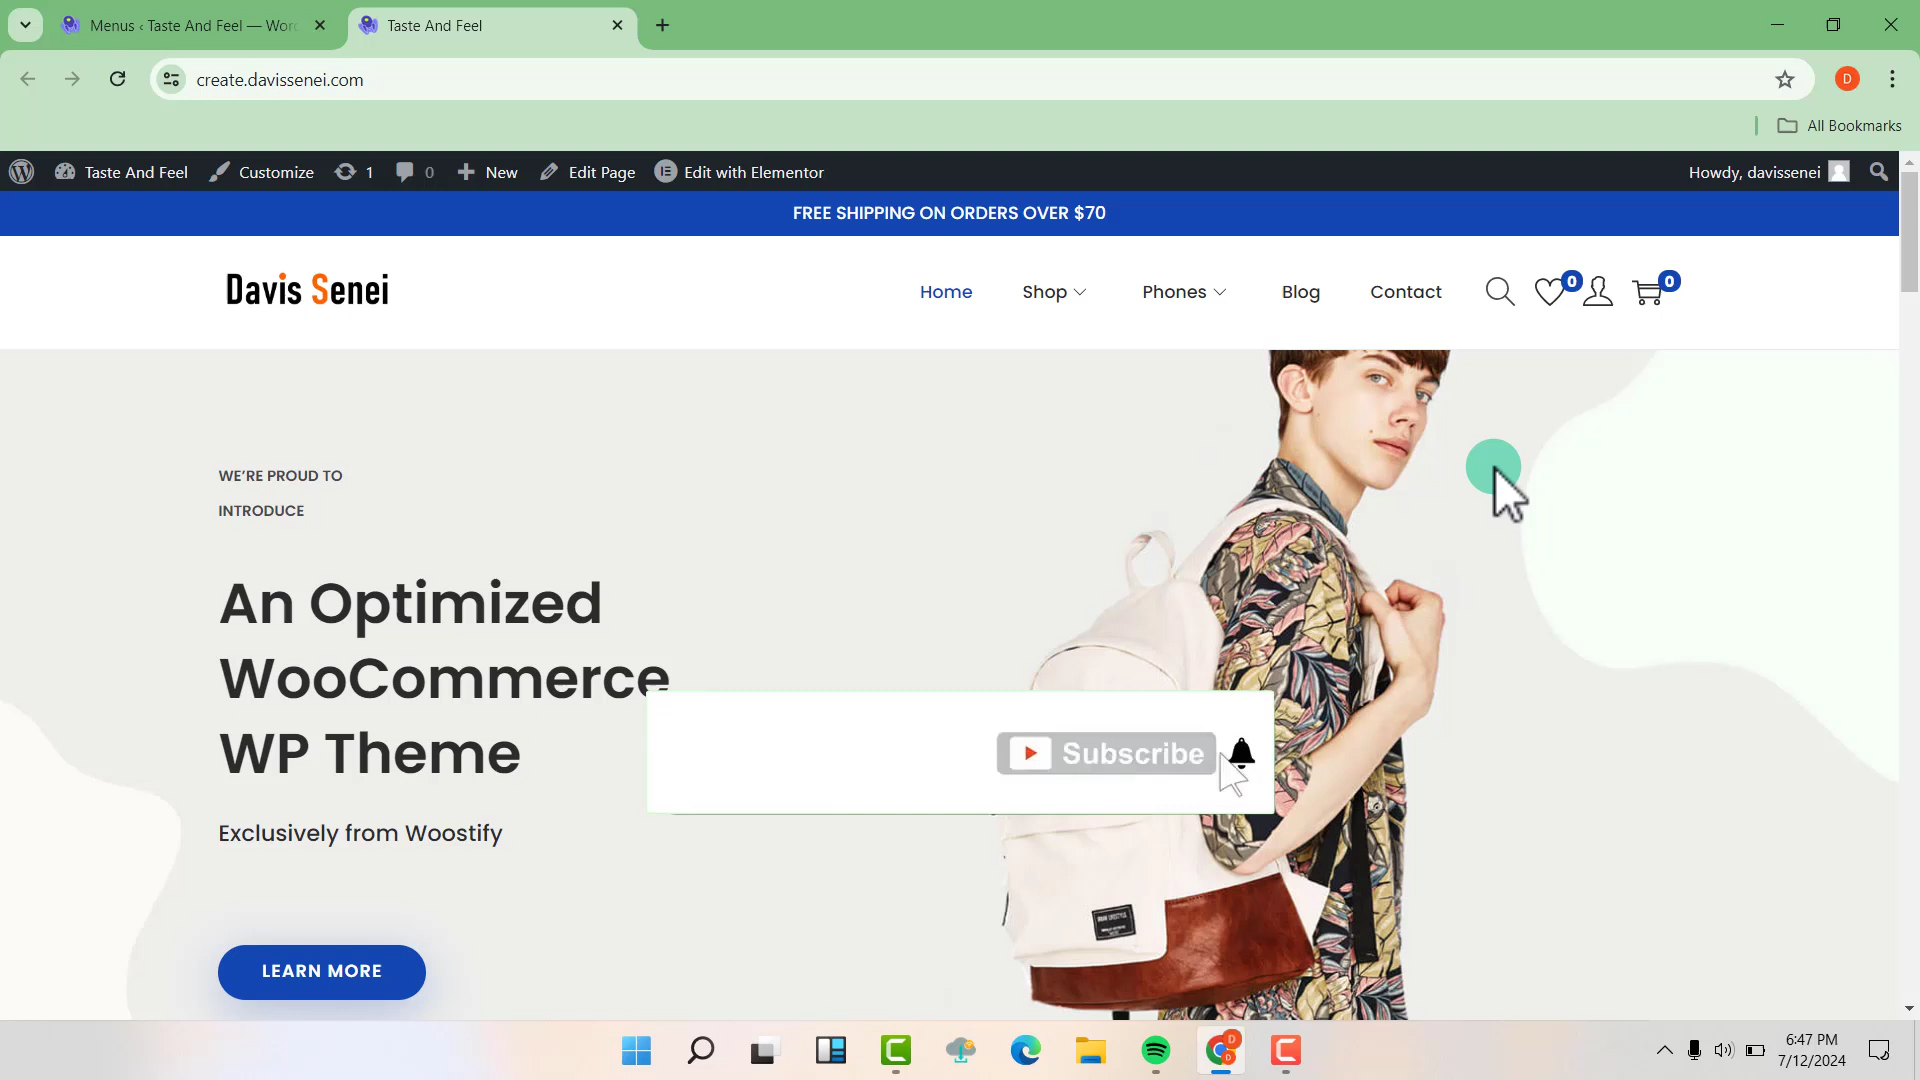 Menus ‹ Taste And Feel — Wor
Taste And Feel
create.davissenei.com
All Bookmarks
Taste And Feel
Customize
1
0
New
Edit Page
Edit with Elementor
Howdy, davissenei
FREE SHIPPING ON ORDERS OVER $70
Davis Senei
Home
Shop
Phones
Blog
Contact
0
0
WE'RE PROUD TO
INTRODUCE
An Optimized
WooCommerce
WP Theme
Exclusively from Woostify
LEARN MORE
Subscribe
D
6:47 PM
7/12/2024